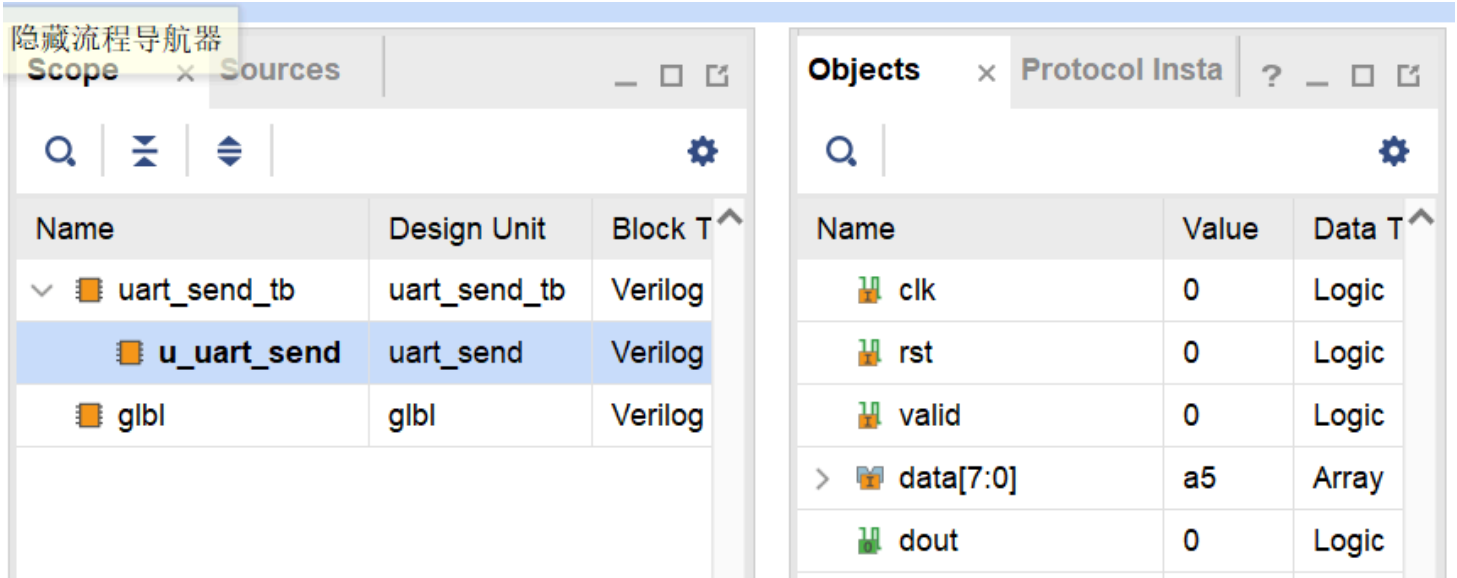 隐藏流程导航器
Scope Sources
Objects Protocol Insta ?
Name Design Unit Block T
Name Value Data T
uart_send_tb uart_send_tb Verilog
u_uart_send uart_send Verilog
glbl glbl Verilog
clk 0 Logic
rst 0 Logic
valid 0 Logic
data[7:0] a5 Array
dout 0 Logic